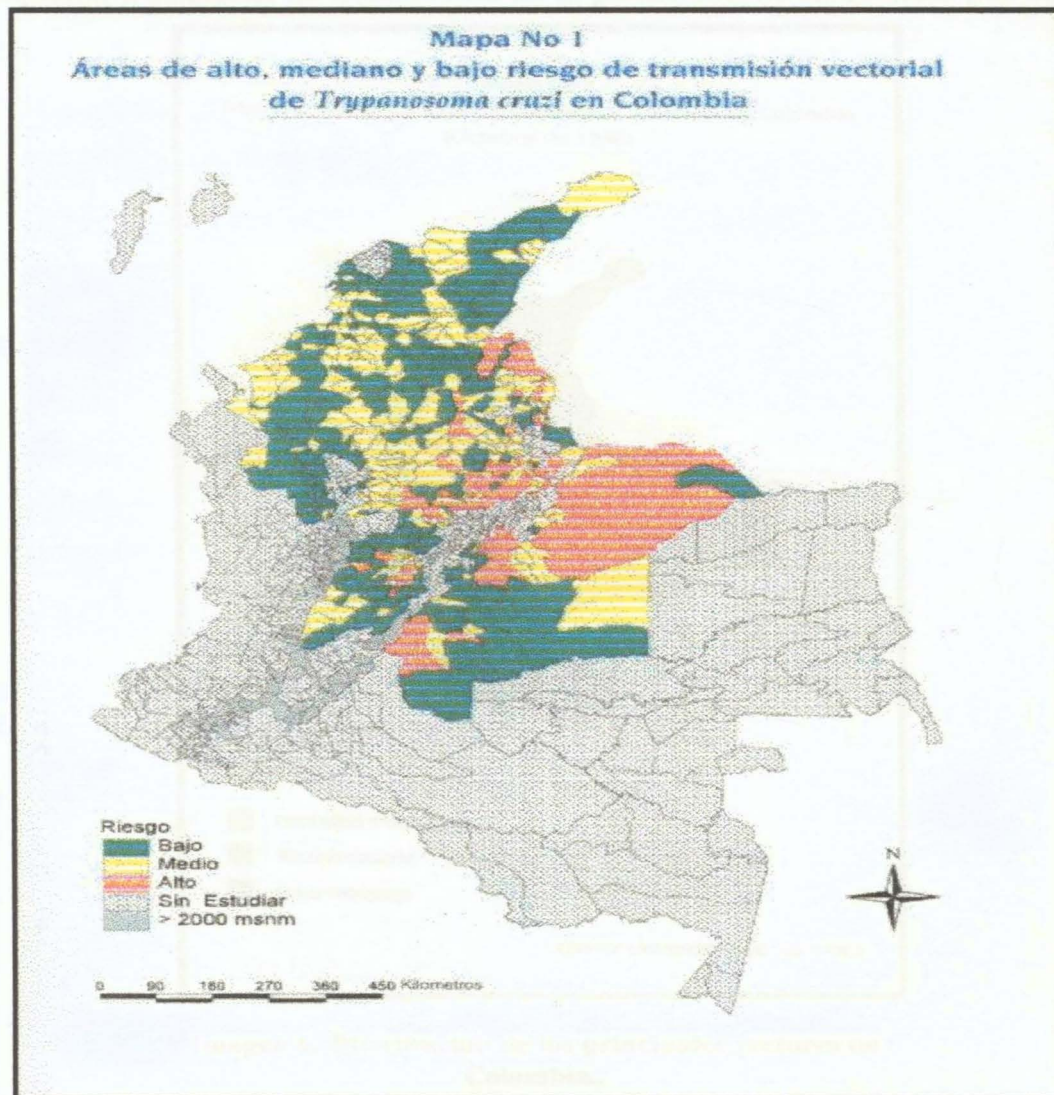 Mapa No 1
Áreas de alto, mediano y bajo riesgo de transmisión vectorial
de Trypanosoma cruzi en Colombia
N
Riesgo
Bajo
Medio
Alto
Sin Estudiar
> 2000 msnm
0 90 180 270 360 450 Kilometros
Colombia.